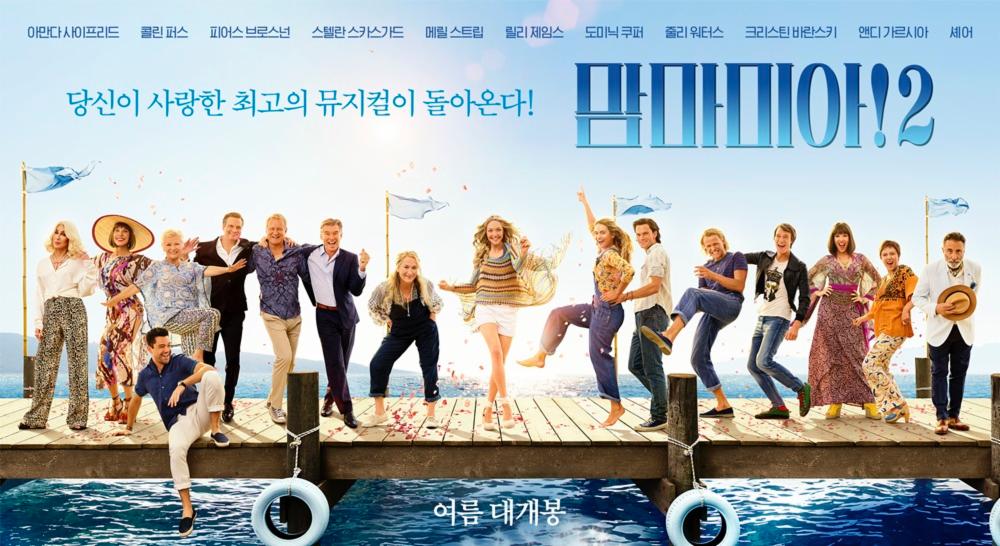 아만다 사이프리드 콜린 퍼스 피어스 브로스넌 스텔란 스카스가드 메릴 스트립 릴리 제임스 도미닉 쿠퍼 줄리 워터스 크리스틴 바란스키 앤디 가르시아 셰어
당신이 사랑한 최고의 뮤지컬이 돌아온다!
맘마미아!2
여름 대개봉